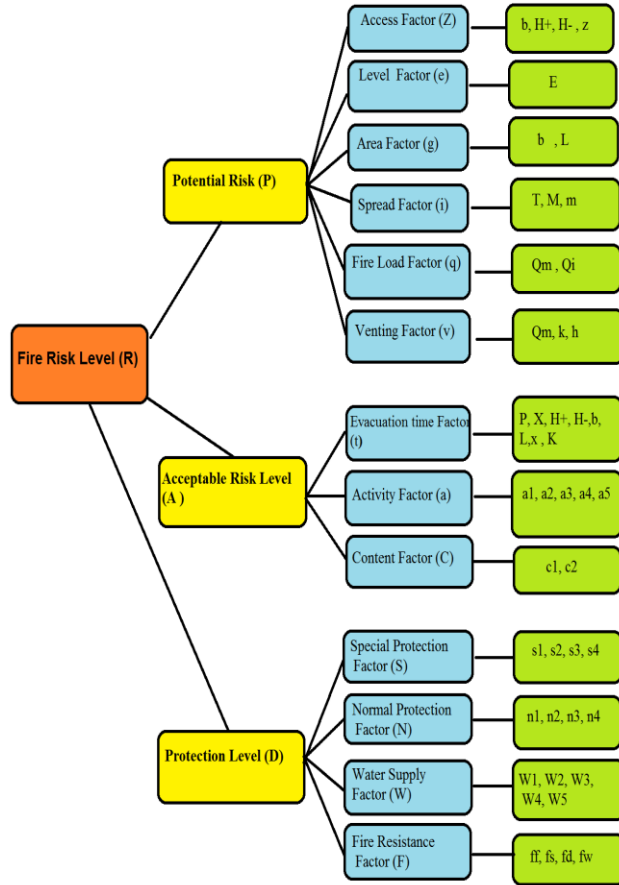 Fire Risk Level (R)
Potential Risk (P)
Access Factor (Z)
b, H+, H- , z
Level Factor (e)
E
Area Factor (g)
b , L
Spread Factor (i)
T, M, m
Fire Load Factor (q)
Qm , Qi
Venting Factor (v)
Qm, k, h
Acceptable Risk Level
(A )
Evacuation time Factor
(t)
P, X, H+, H-,b,
L,x , K
Activity Factor (a)
a1, a2, a3, a4, a5
Content Factor (C)
c1, c2
Protection Level (D)
Special Protection
Factor (S)
s1, s2, s3, s4
Normal Protection
Factor (N)
n1, n2, n3, n4
Water Supply
Factor (W)
W1, W2, W3,
W4, W5
Fire Resistance
Factor (F)
ff, fs, fd, fw